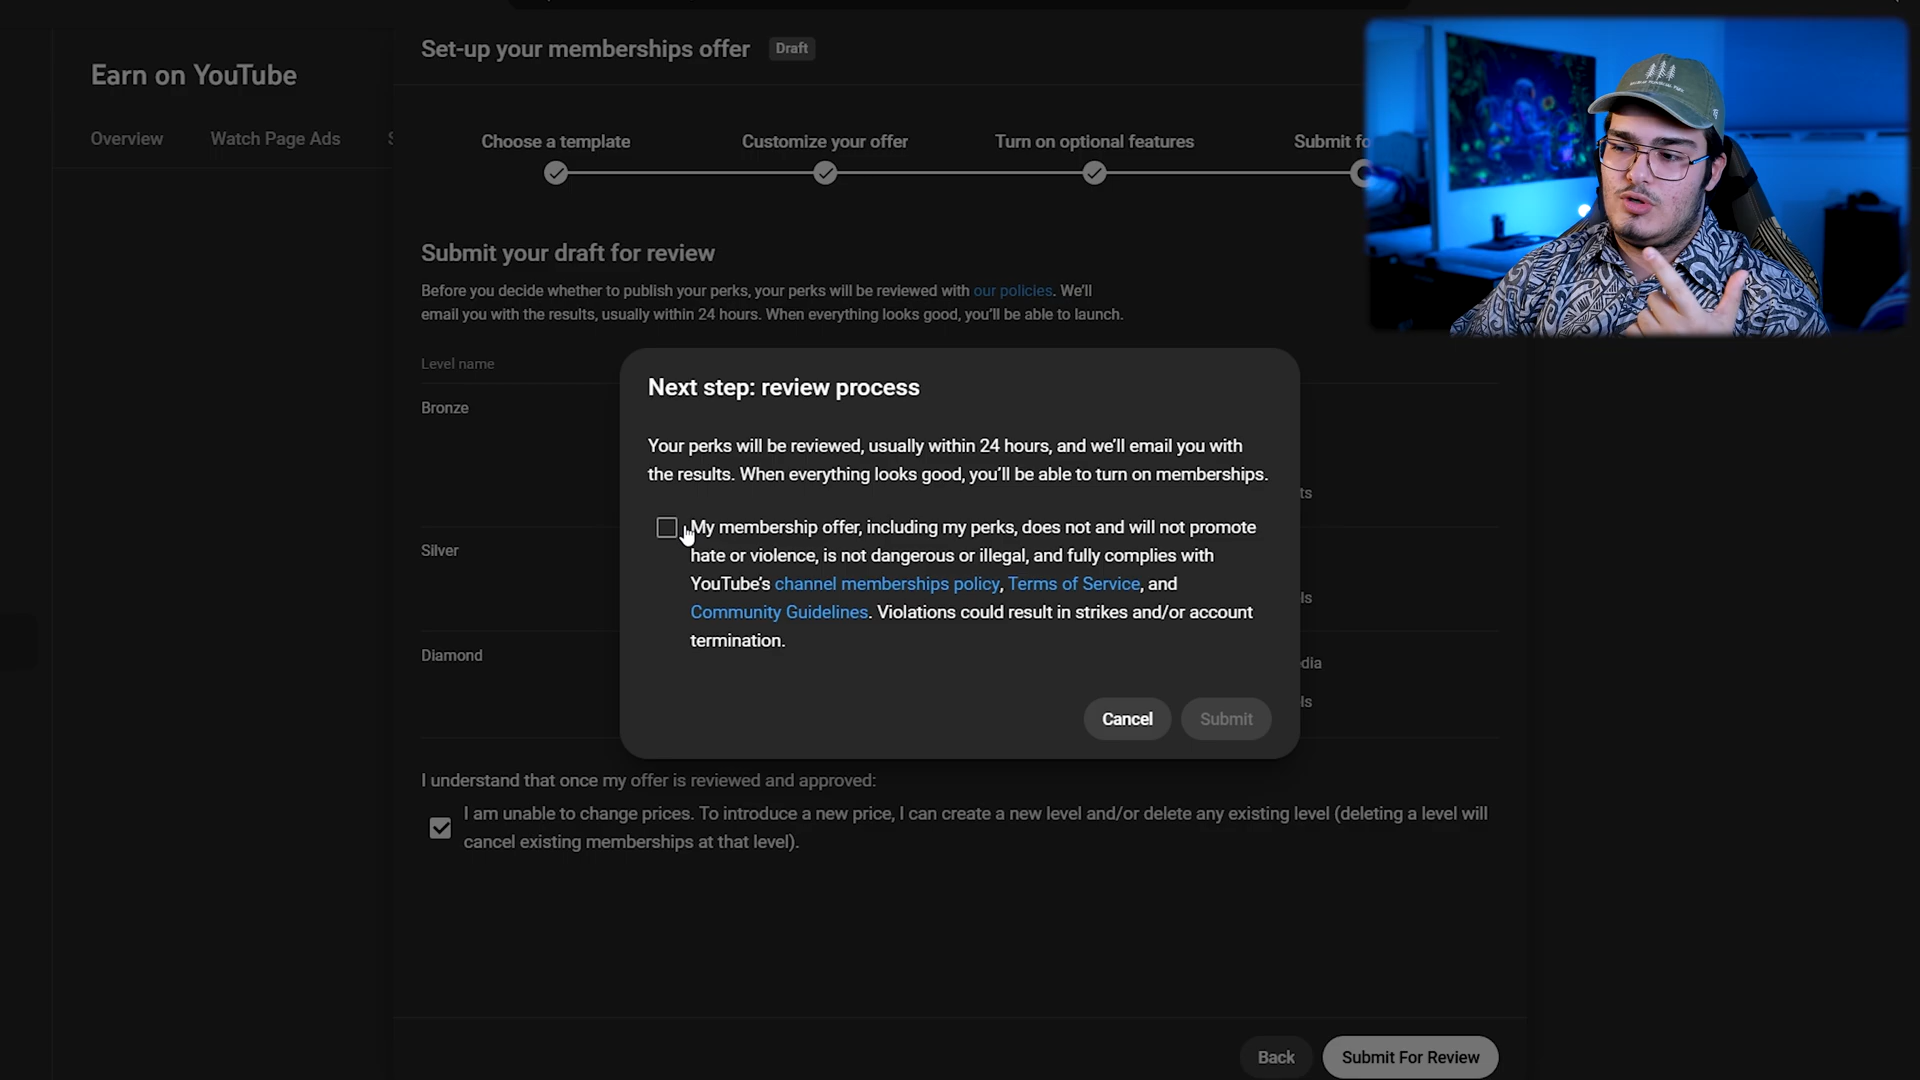 Set-up your memberships offer
Draft
Earn on YouTube
Overview
Watch Page Ads
Choose a template
Customize your offer
Turn on optional features
Submit fo
Submit your draft for review
Before you decide whether to publish your perks, your perks will be reviewed with our policies. We'll
email you with the results, usually within 24 hours. When everything looks good, you'll be able to launch.
Level name
Bronze
Silver
Diamond
Next step: review process
Your perks will be reviewed, usually within 24 hours, and we'll email you with
the results. When everything looks good, you'll be able to turn on memberships.
My membership offer, including my perks, does not and will not promote
hate or violence, is not dangerous or illegal, and fully complies with
YouTube's channel memberships policy, Terms of Service, and
Community Guidelines. Violations could result in strikes and/or account
termination.
Cancel
Submit
ts
ls
dia
ls
I understand that once my offer is reviewed and approved:
I am unable to change prices. To introduce a new price, I can create a new level and/or delete any existing level (deleting a level will
cancel existing memberships at that level).
Back
Submit For Review